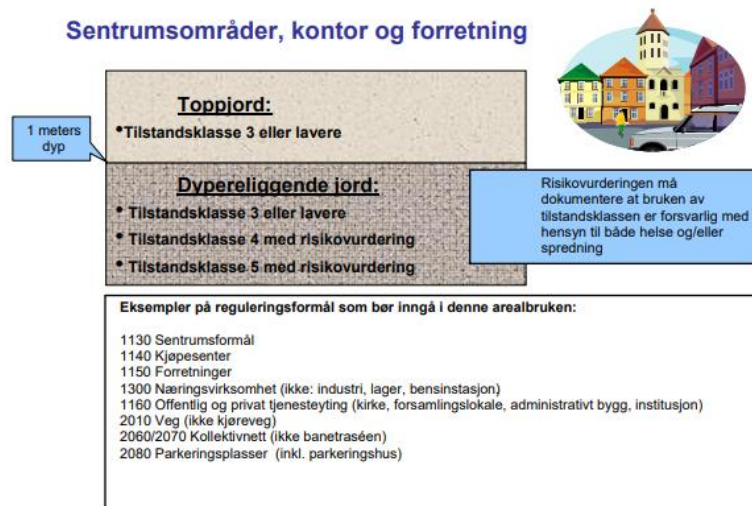 Sentrumsområder, kontor og forretning
Toppjord:
•Tilstandsklasse 3 eller lavere
1 meters
dyp
Dypereliggende jord:
• Tilstandsklasse 3 eller lavere
• Tilstandsklasse 4 med risikovurdering
• Tilstandsklasse 5 med risikovurdering
Risikovurderingen må
dokumentere at bruken av
tilstandsklassen er forsvarlig med
hensyn til både helse og/eller
spredning
Eksempler på reguleringsformål som bør inngå i denne arealbruken:
1130 Sentrumsformål
1140 Kjøpesenter
1150 Forretninger
1300 Næringsvirksomhet (ikke: industri, lager, bensinstasjon)
1160 Offentlig og privat tjenesteyting (kirke, forsamlingslokale, administrativt bygg, institusjon)
2010 Veg (ikke kjøreveg)
2060/2070 Kollektivnett (ikke banetraséen)
2080 Parkeringsplasser (inkl. parkeringshus)